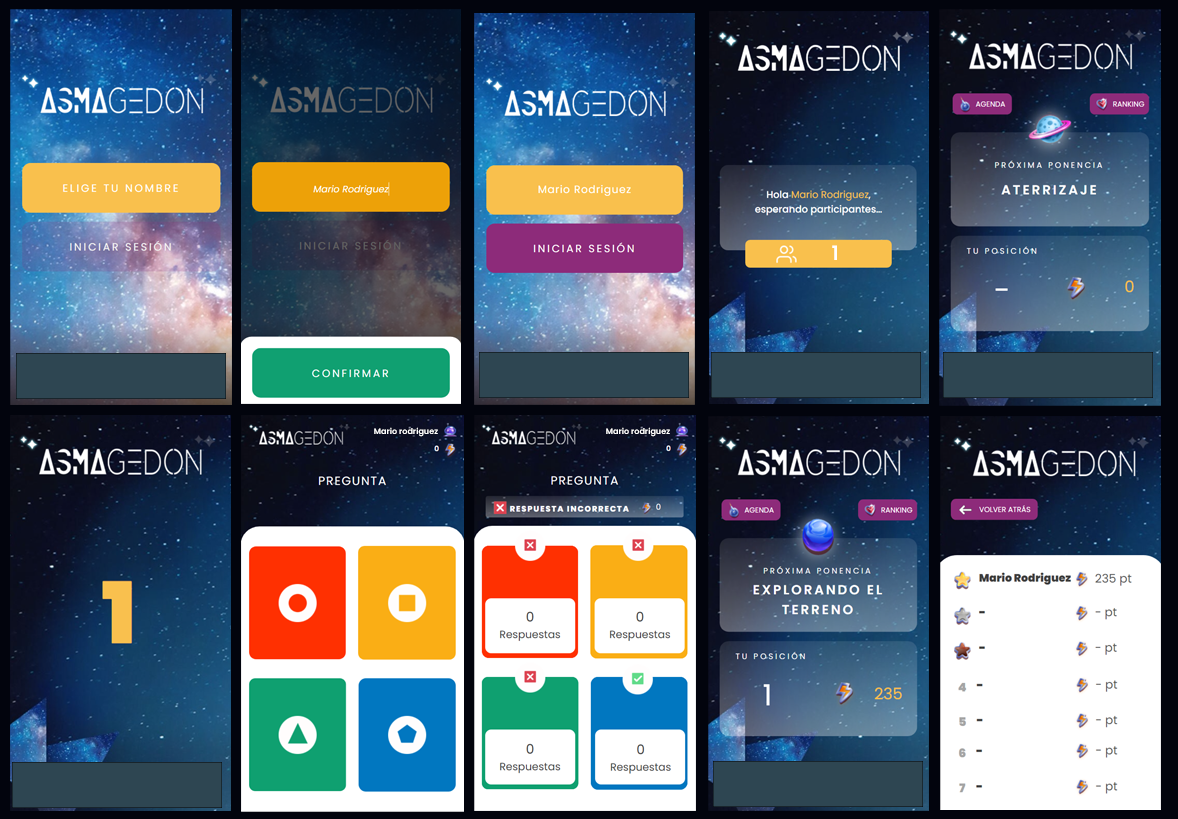 ASMAGEDON
ELIGE TU NOMBRE
INICIAR SESIÓN
ASMAGEDON
Mario Rodríguez
INICIAR SESIÓN
CONFIRMAR
ASMAGEDON
Mario Rodriguez
INICIAR SESIÓN
ASMAGEDON
Hola Mario Rodriguez,
esperando participantes...
1
ASMAGEDON
AGENDA
RANKING
PRÓXIMA PONENCIA
ATERRIZAJE
TU POSICIÓN
– 0
ASMAGEDON
1
ASMAGEDON
Mario rodriguez
0
PREGUNTA
ASMAGEDON
Mario rodriguez
0
PREGUNTA
RESPUESTA INCORRECTA 0
0
Respuestas
0
Respuestas
0
Respuestas
0
Respuestas
ASMAGEDON
AGENDA
RANKING
PRÓXIMA PONENCIA
EXPLORANDO EL
TERRENO
TU POSICIÓN
1 235
ASMAGEDON
VOLVER ATRÁS
Mario Rodriguez 235 pt
- - pt
- - pt
4 - - pt
5 - - pt
6 - - pt
7 - - pt